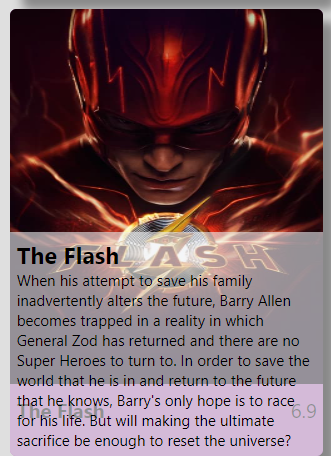 FLASH
The Flash
When his attempt to save his family
inadvertently alters the future, Barry Allen
becomes trapped in a reality in which
General Zod has returned and there are no
Super Heroes to turn to. In order to save the
world that he is in and return to the future
that he knows, Barry's only hope is to race
The Flash 6.9
for his life. But will making the ultimate
sacrifice be enough to reset the universe?